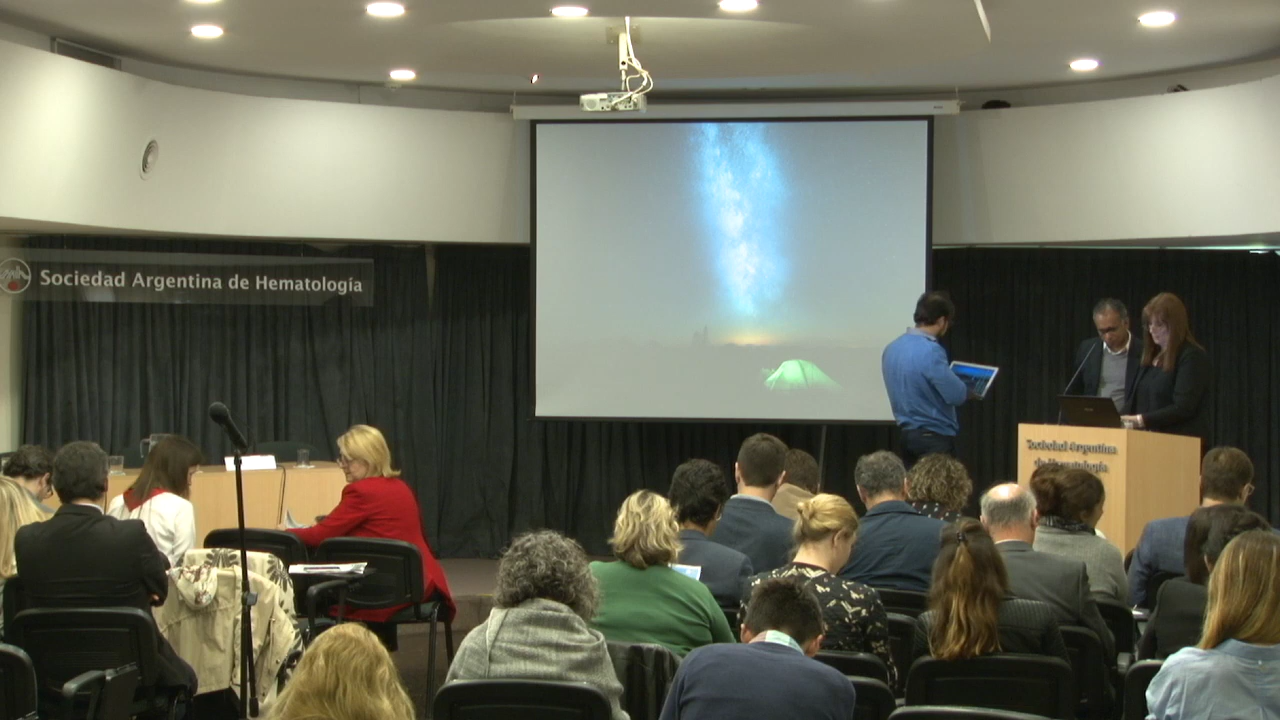 Sociedad Argentina de Hematología
Sociedad Argentina
de Hematología